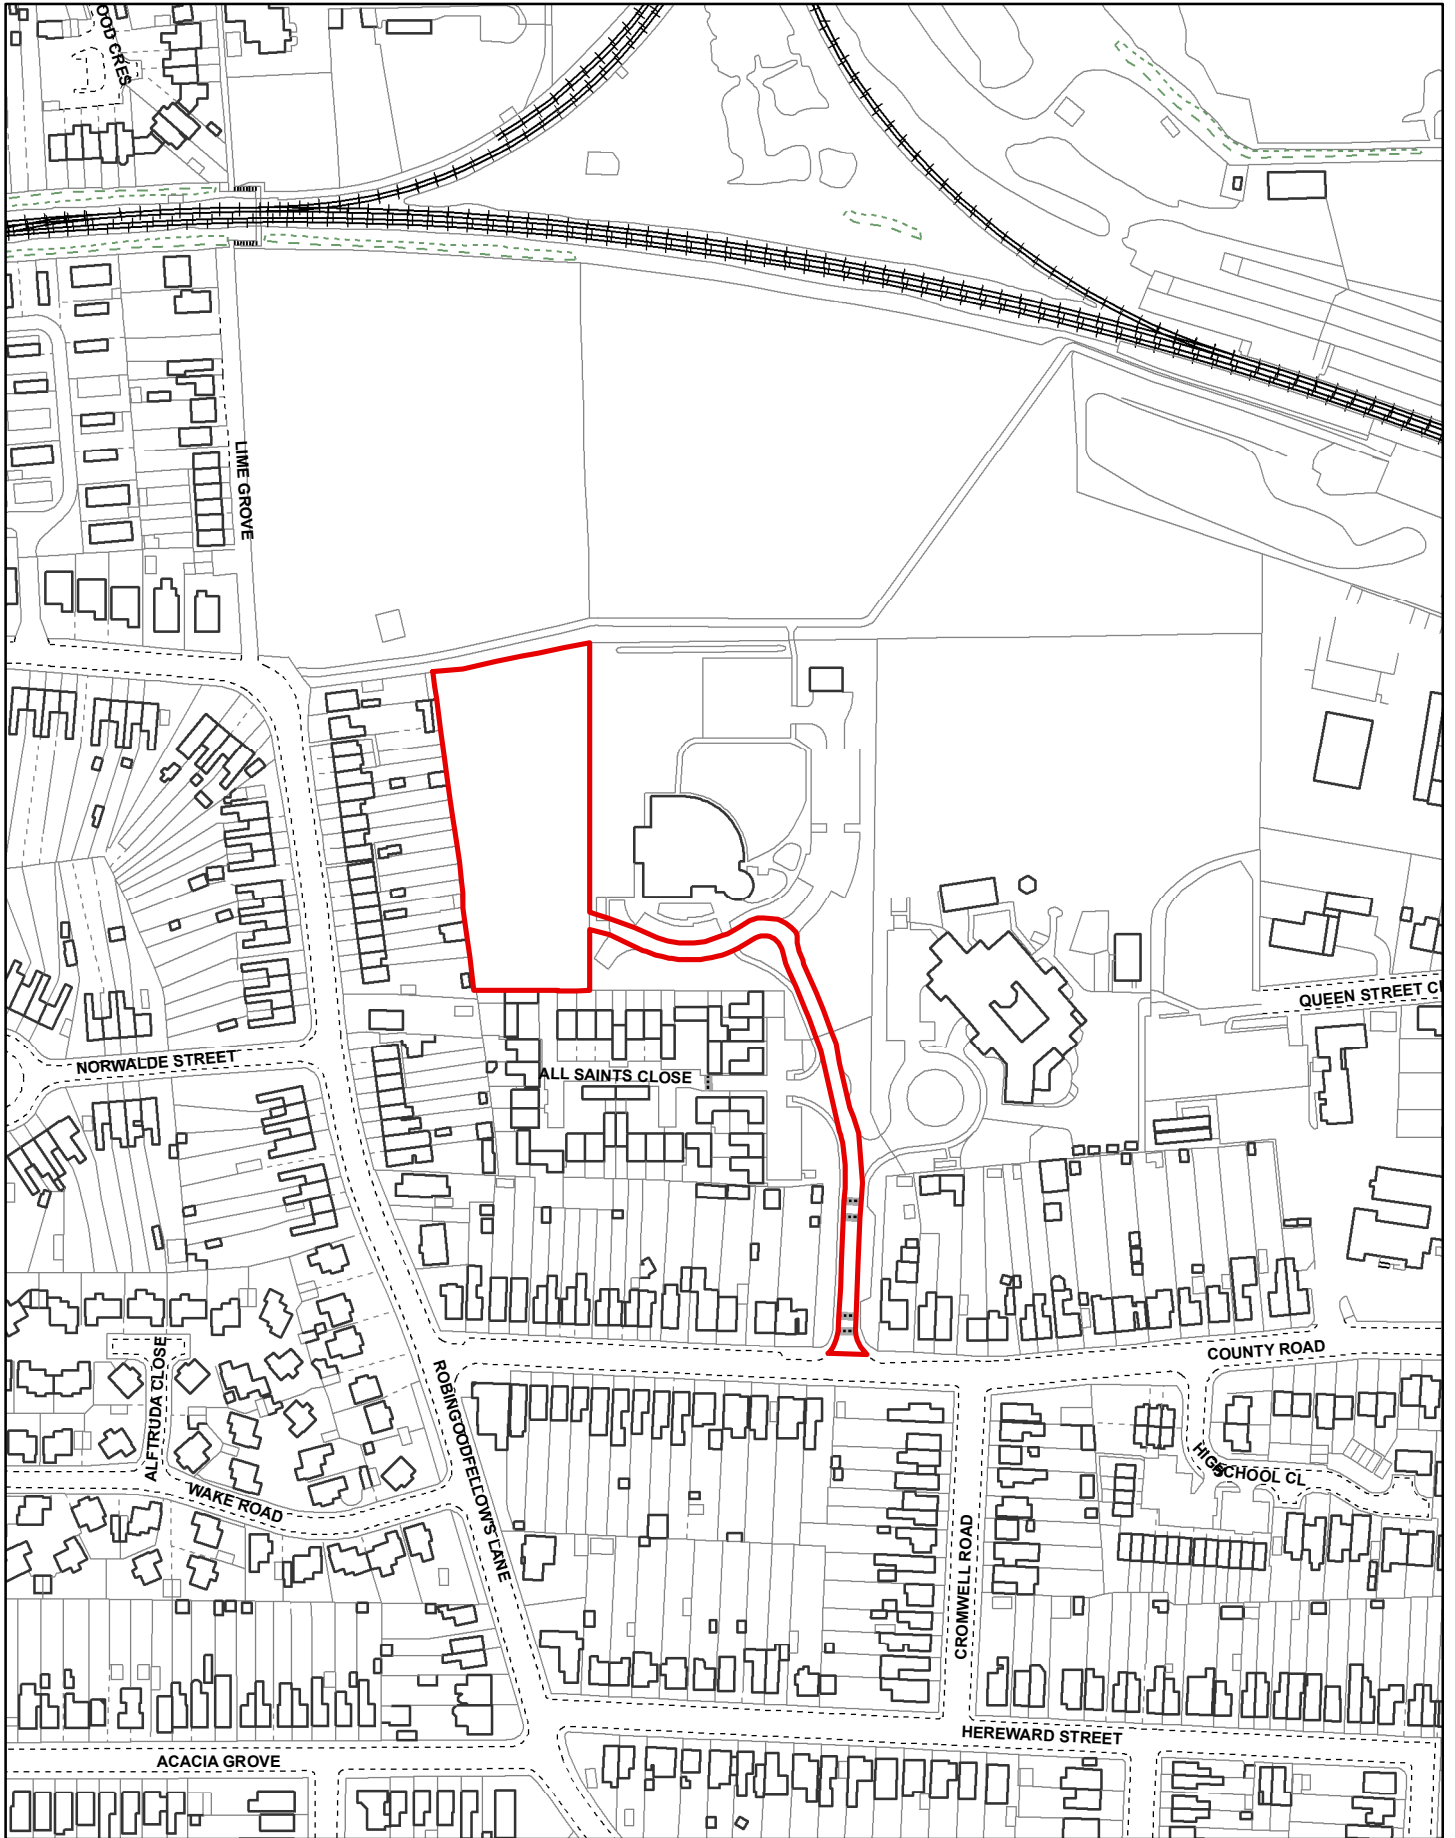 OOD CRES
LIME GROVE
QUEEN STREET C
NORWALDE STREET
ALL SAINTS CLOSE
COUNTY ROAD
ALFTRUDA CLOSE
ROBINGOODFELLOWS LANE
HIGH SCHOOL CL
WAKE ROAD
CROMWELL ROAD
HEREWARD STREET
ACACIA GROVE